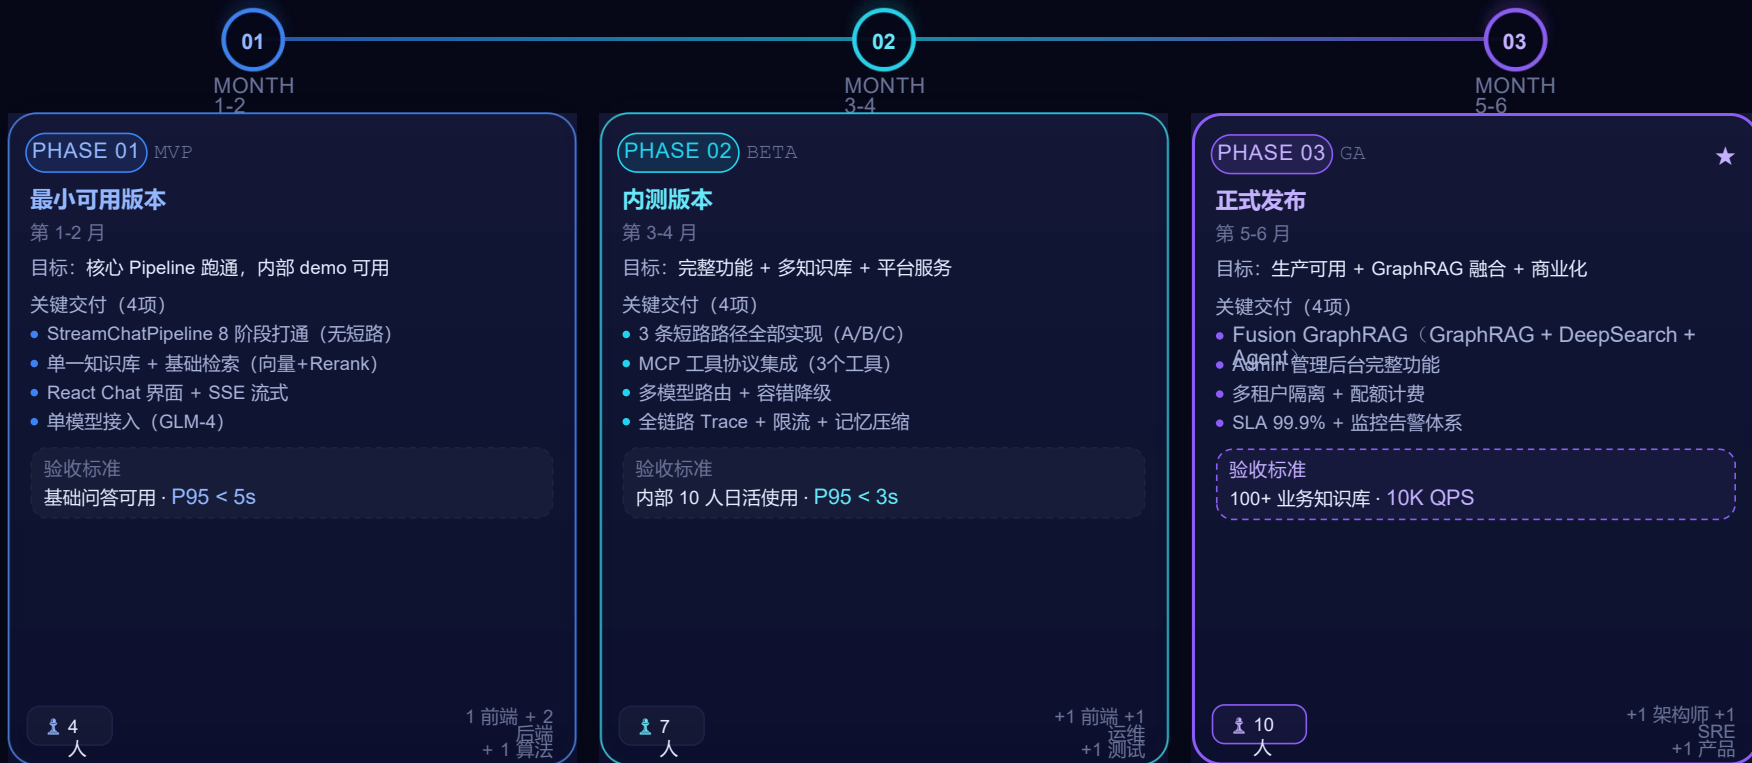 01
MONTH
1-2
02
MONTH
3-4
03
MONTH
5-6
PHASE 01 MVP
最小可用版本
第 1-2 月
目标：核心 Pipeline 跑通，内部 demo 可用
关键交付（4项）
StreamChatPipeline 8 阶段打通（无短路）
单一知识库 + 基础检索（向量+Rerank）
React Chat 界面 + SSE 流式
单模型接入（GLM-4）
验收标准
基础问答可用 · P95 < 5s
4
人
1 前端 + 2
后端
+ 1 算法
PHASE 02 BETA
内测版本
第 3-4 月
目标：完整功能 + 多知识库 + 平台服务
关键交付（4项）
3 条短路路径全部实现（A/B/C）
MCP 工具协议集成（3个工具）
多模型路由 + 容错降级
全链路 Trace + 限流 + 记忆压缩
验收标准
内部 10 人日活使用 · P95 < 3s
7
人
+1 前端 +1
运维
+1 测试
PHASE 03 GA
正式发布
第 5-6 月
目标：生产可用 + GraphRAG 融合 + 商业化
关键交付（4项）
Fusion GraphRAG（GraphRAG + DeepSearch +
Agent）
Admin 管理后台完整功能
多租户隔离 + 配额计费
SLA 99.9% + 监控告警体系
验收标准
100+ 业务知识库 · 10K QPS
10
人
+1 架构师 +1
SRE
+1 产品